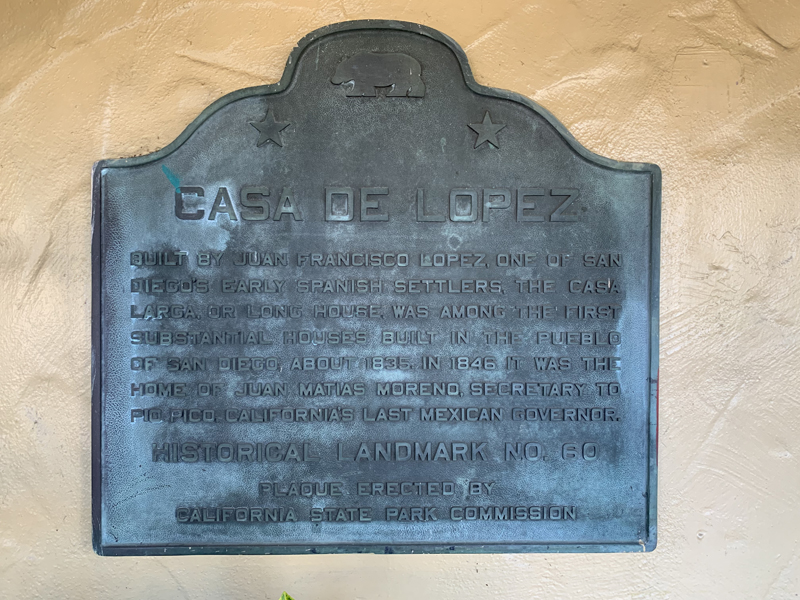 CASA DE LOPEZ
BUILT BY JUAN FRANCISCO LOPEZ, ONE OF SAN
DIEGO'S EARLY SPANISH SETTLERS, THE CASA
LARGA, OR LONG HOUSE, WAS AMONG THE FIRST
SUBSTANTIAL HOUSES BUILT IN THE PUEBLO
OF SAN DIEGO, ABOUT 1835. IN 1846 IT WAS THE
HOME OF JUAN MATIAS MORENO, SECRETARY TO
PIO PICO, CALIFORNIA'S LAST MEXICAN GOVERNOR.
HISTORICAL LANDMARK NO. 60
PLAQUE ERECTED BY
CALIFORNIA STATE PARK COMMISSION